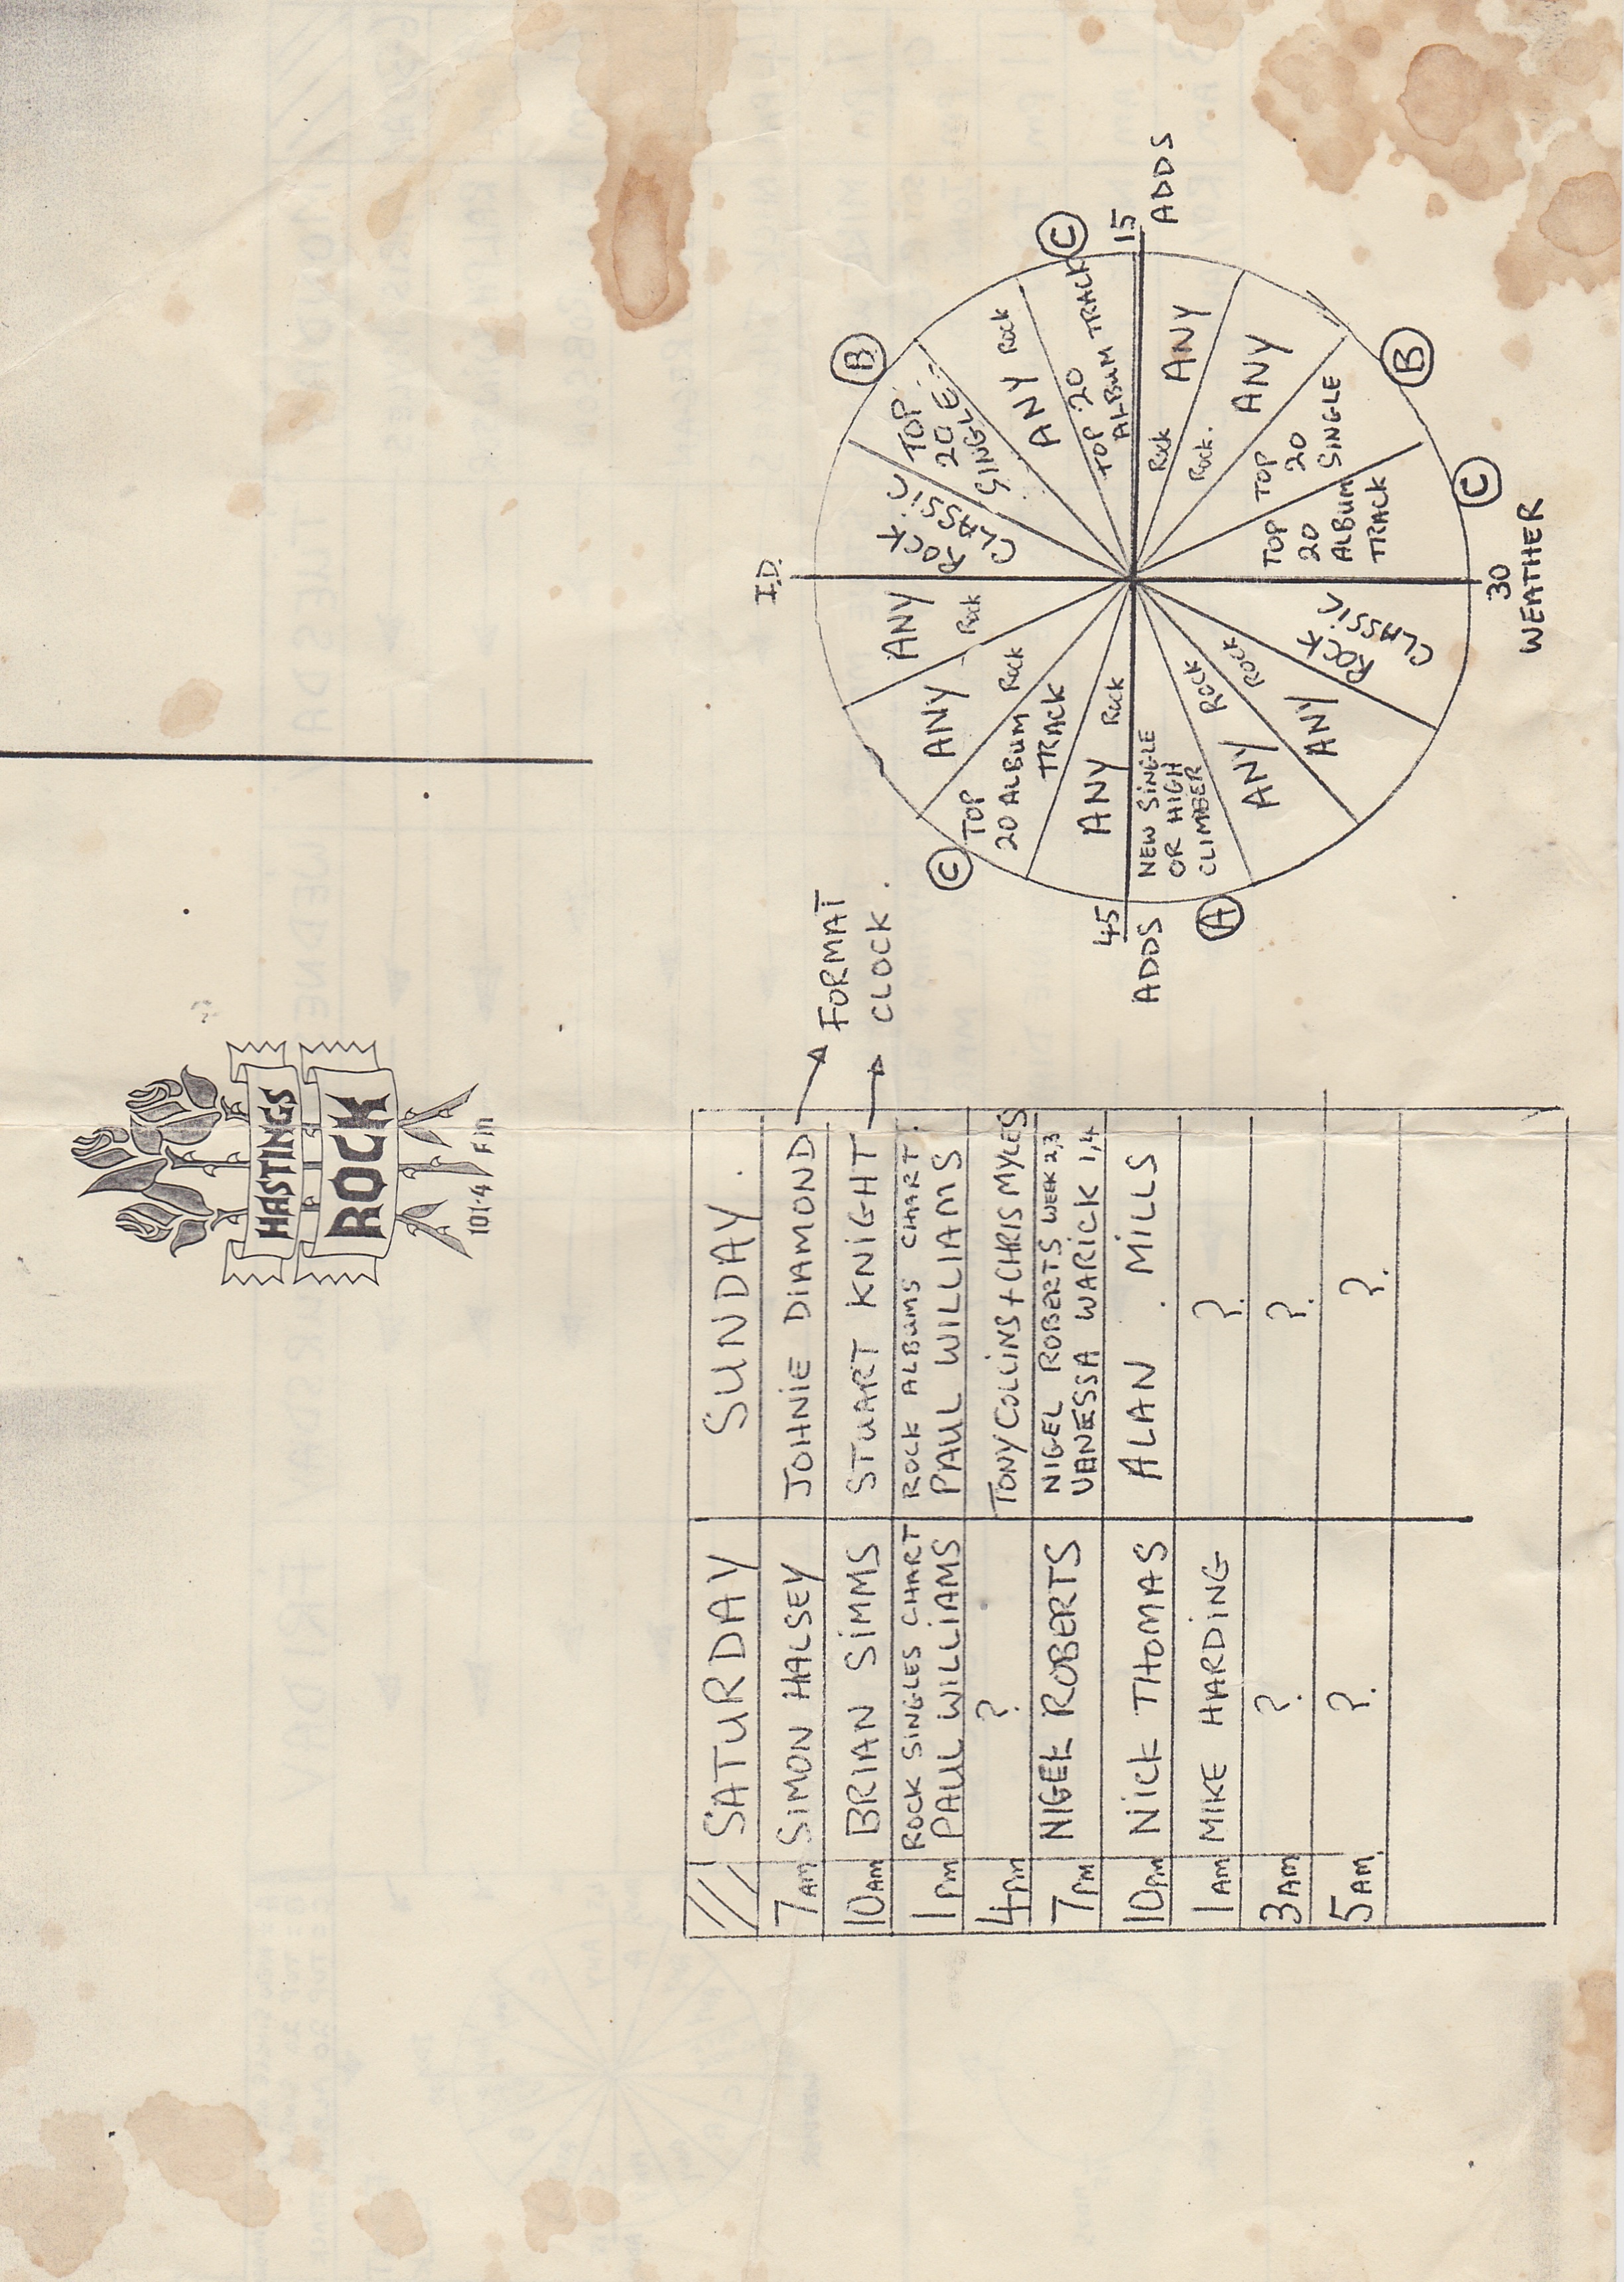 HASTINGS
ROCK
101.4 FM
SATURDAY SUNDAY.
7AM SIMON HALSEY JOHNIE DIAMOND
10AM BRIAN SIMMS STUART KNIGHT
1PM ROCK SINGLES CHART ROCK ALBUMS CHART.
PAUL WILLIAMS PAUL WILLIAMS
4PM ? TONY COLLINS + CHRIS MYLES
7PM NIGEL ROBERTS NIGEL ROBERTS WEEK 2,3
VANESSA WARICK 1,4
10PM NICK THOMAS ALAN MILLS
1AM MIKE HARDING ?
3AM ? ?
5AM ? ?
FORMAT
CLOCK.
I.D.
ROCK
CLASSIC
B
TOP
20
SINGLE
ANY Rock
C
TOP 20
ALBUM TRACK
15
ADDS
Rock ANY
Rock. ANY
B
TOP
20
SINGLE
C
TOP
20
ALBUM
TRACK
30
WEATHER
ROCK
CLASSIC
ROCK
ANY
ROCK
ANY
A
NEW SINGLE
OR HIGH
CLIMBER
45
ADDS
ANY Rock
C
TOP
20 ALBUM
TRACK
ANY Rock
ANY Rock